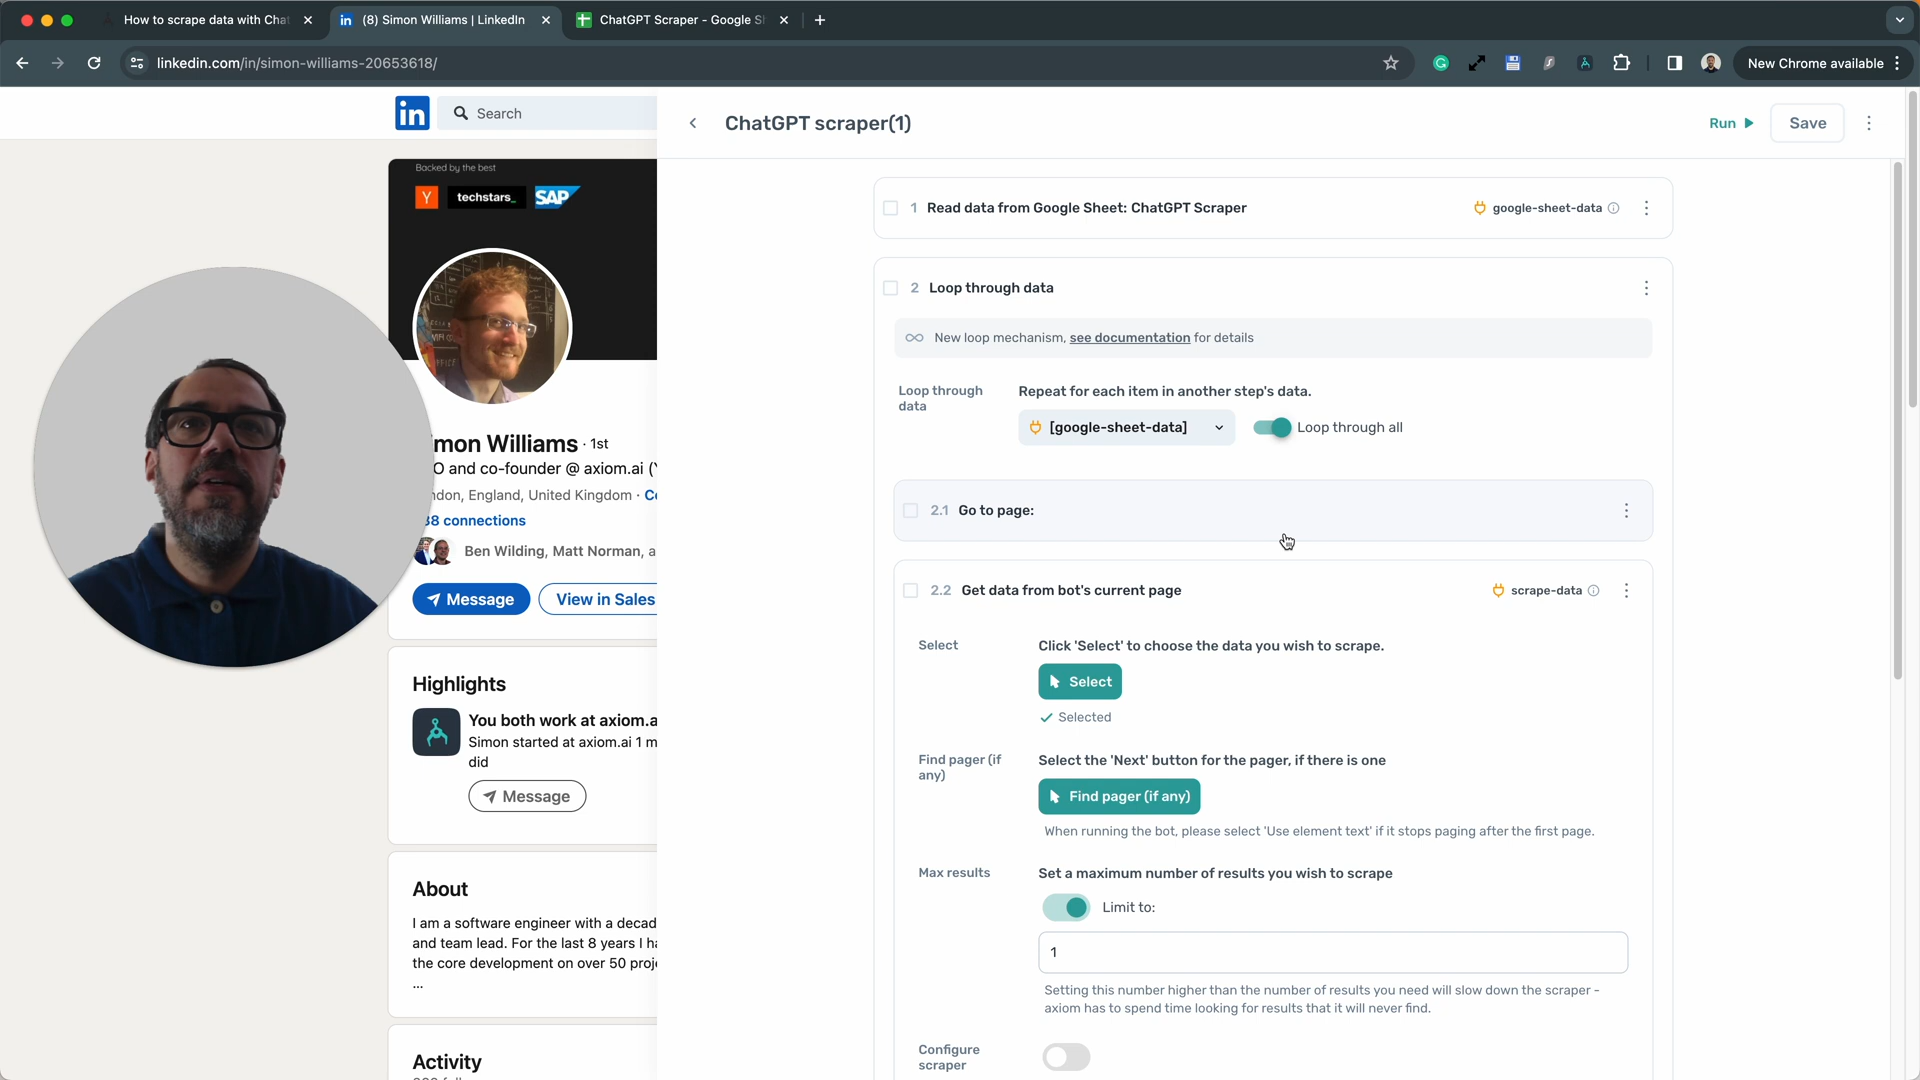 How to scrape data with Chat
(8) Simon Williams | LinkedIn
ChatGPT Scraper - Google S
linkedin.com/in/simon-williams-20653618/
New Chrome available
in
Search
ChatGPT scraper(1)
Run
Save
Backed by the best
Y
techstars_
SAP
1 Read data from Google Sheet: ChatGPT Scraper
google-sheet-data
2 Loop through data
New loop mechanism, see documentation for details
Loop through data
Repeat for each item in another step's data.
[google-sheet-data]
Loop through all
mon Williams · 1st
O and co-founder @ axiom.ai (Y
ndon, England, United Kingdom · Co
38 connections
Ben Wilding, Matt Norman, a
Message
View in Sales
2.1 Go to page:
2.2 Get data from bot's current page
scrape-data
Select
Click 'Select' to choose the data you wish to scrape.
Select
Selected
Find pager (if any)
Select the 'Next' button for the pager, if there is one
Find pager (if any)
When running the bot, please select 'Use element text' if it stops paging after the first page.
Max results
Set a maximum number of results you wish to scrape
Limit to:
1
Setting this number higher than the number of results you need will slow down the scraper -
axiom has to spend time looking for results that it will never find.
Configure scraper
Highlights
You both work at axiom.a
Simon started at axiom.ai 1 m
did
Message
About
I am a software engineer with a decad
and team lead. For the last 8 years I ha
the core development on over 50 proje
...
Activity